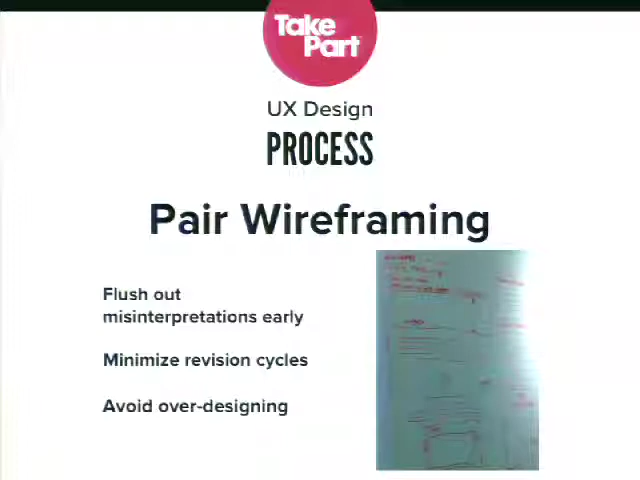 Take
Part
UX Design
PROCESS
Pair Wireframing
Flush out
misinterpretations early
Minimize revision cycles
Avoid over-designing